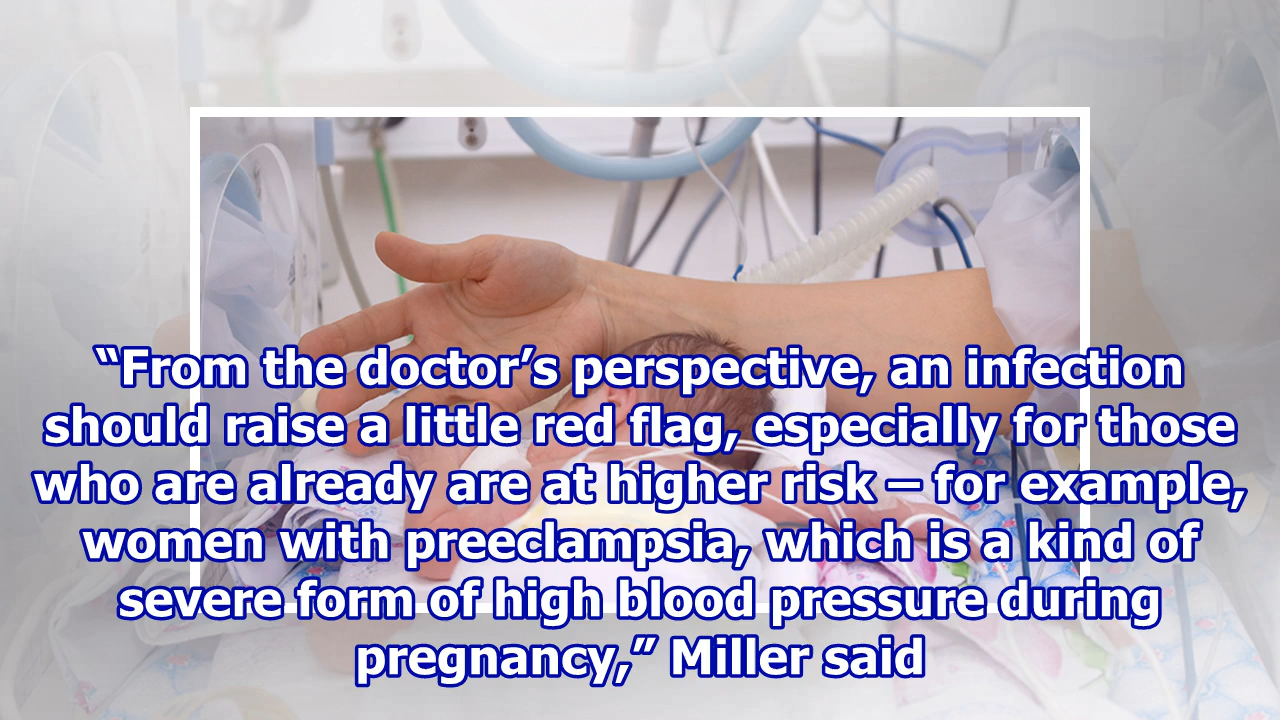 “From the doctor’s perspective, an infection
should raise a little red flag, especially for those
who are already are at higher risk – for example,
women with preeclampsia, which is a kind of
severe form of high blood pressure during
pregnancy,” Miller said